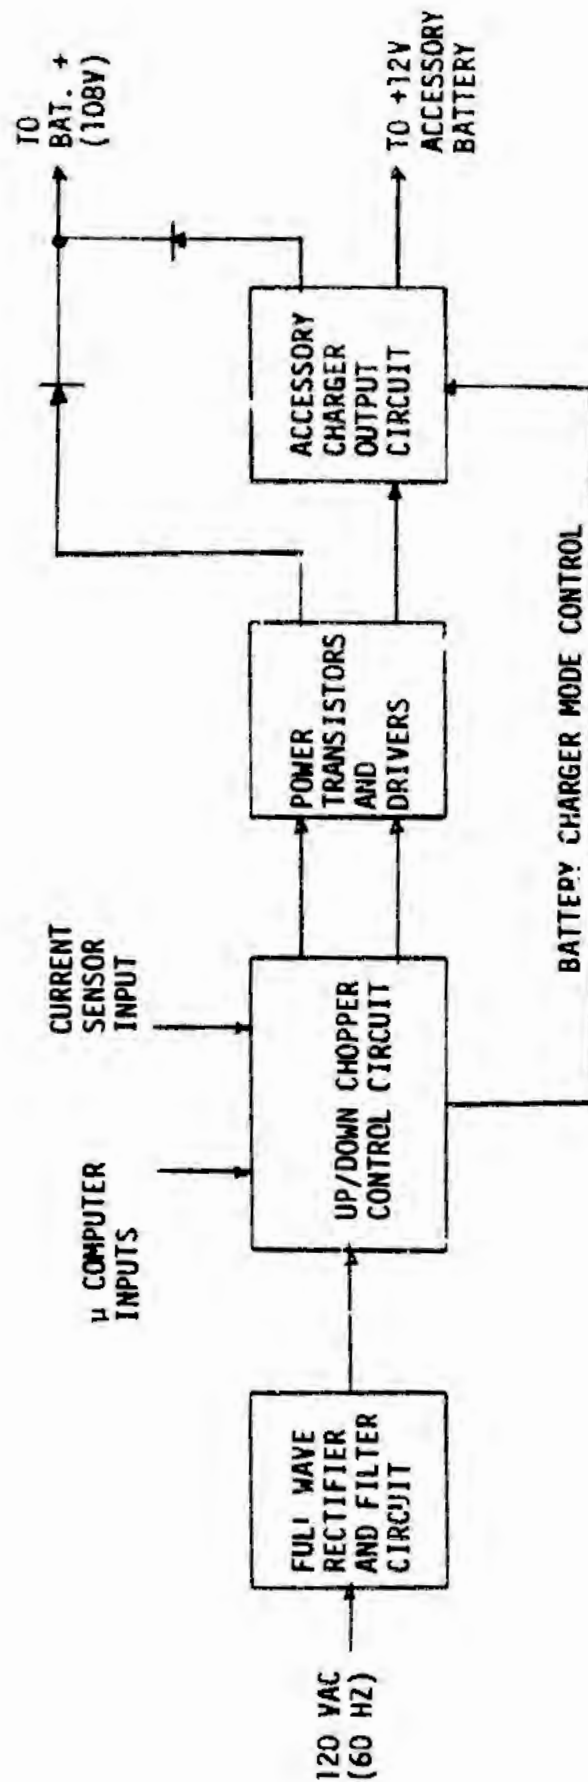 120 VAC
(60 HZ)
FULL WAVE
RECTIFIER
AND FILTER
CIRCUIT
µ COMPUTER
INPUTS
CURRENT
SENSOR
INPUT
UP/DOWN CHOPPER
CONTROL CIRCUIT
POWER
TRANSISTORS
AND
DRIVERS
ACCESSORY
CHARGER
OUTPUT
CIRCUIT
TO
BAT. +
(108V)
TO +12V
ACCESSORY
BATTERY
BATTERY CHARGER MODE CONTROL